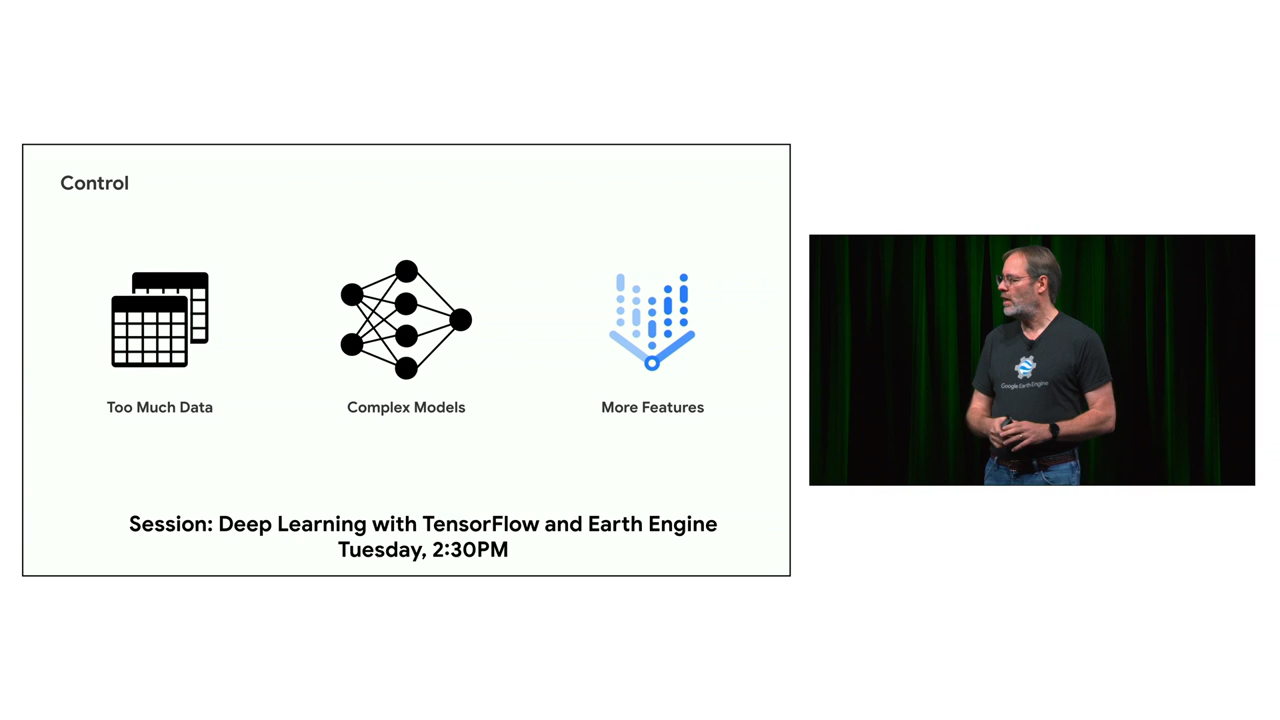 Control
Too Much Data
Complex Models
More Features
Session: Deep Learning with TensorFlow and Earth Engine
Tuesday, 2:30PM
Google Earth Engine